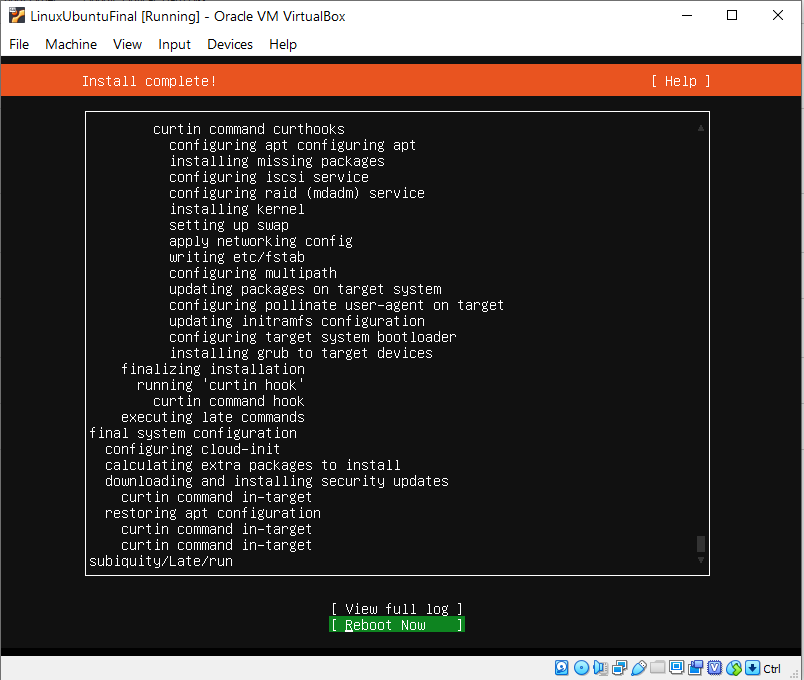 LinuxUbuntuFinal [Running] - Oracle VM VirtualBox
File Machine View Input Devices Help
Install complete! [ Help ]
curtin command curthooks
configuring apt configuring apt
installing missing packages
configuring iscsi service
configuring raid (mdadm) service
installing kernel
setting up swap
apply networking config
writing etc/fstab
configuring multipath
updating packages on target system
configuring pollinate user-agent on target
updating initramfs configuration
configuring target system bootloader
installing grub to target devices
finalizing installation
running 'curtin hook'
curtin command hook
executing late commands
final system configuration
configuring cloud-init
calculating extra packages to install
downloading and installing security updates
curtin command in-target
restoring apt configuration
curtin command in-target
curtin command in-target
subiquity/Late/run
[ View full log ]
[ Reboot Now ]
Ctrl